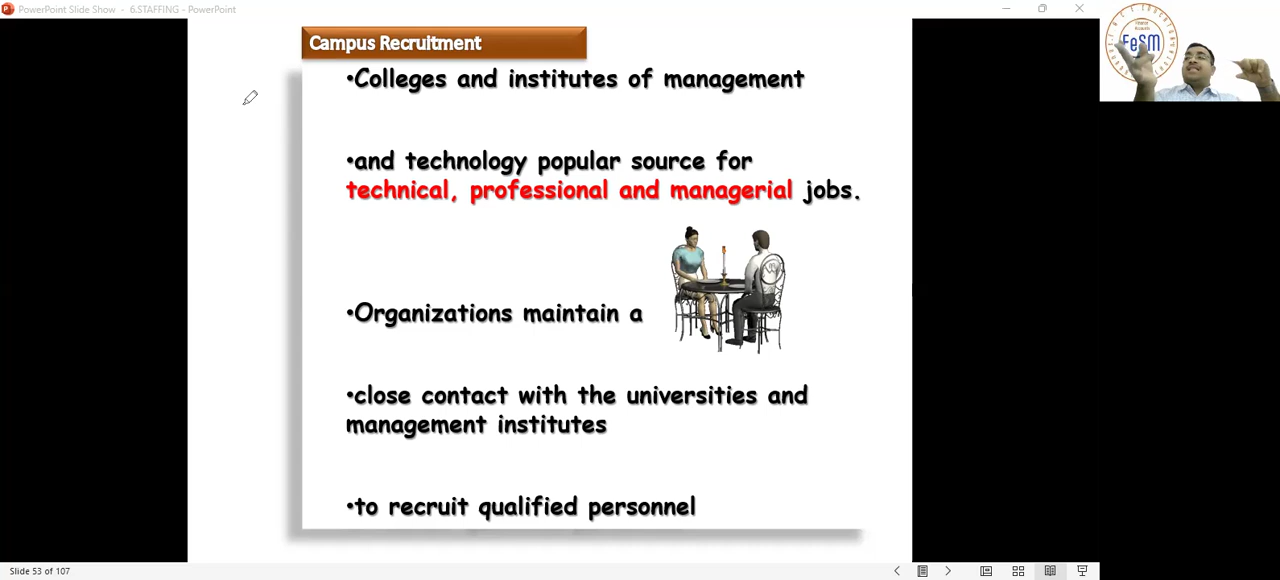 PowerPoint Slide Show - 6.STAFFING - PowerPoint
FeSM
Campus Recruitment
•Colleges and institutes of management
•and technology popular source for
technical, professional and managerial jobs.
•Organizations maintain a
•close contact with the universities and
management institutes
•to recruit qualified personnel
Slide 53 of 107